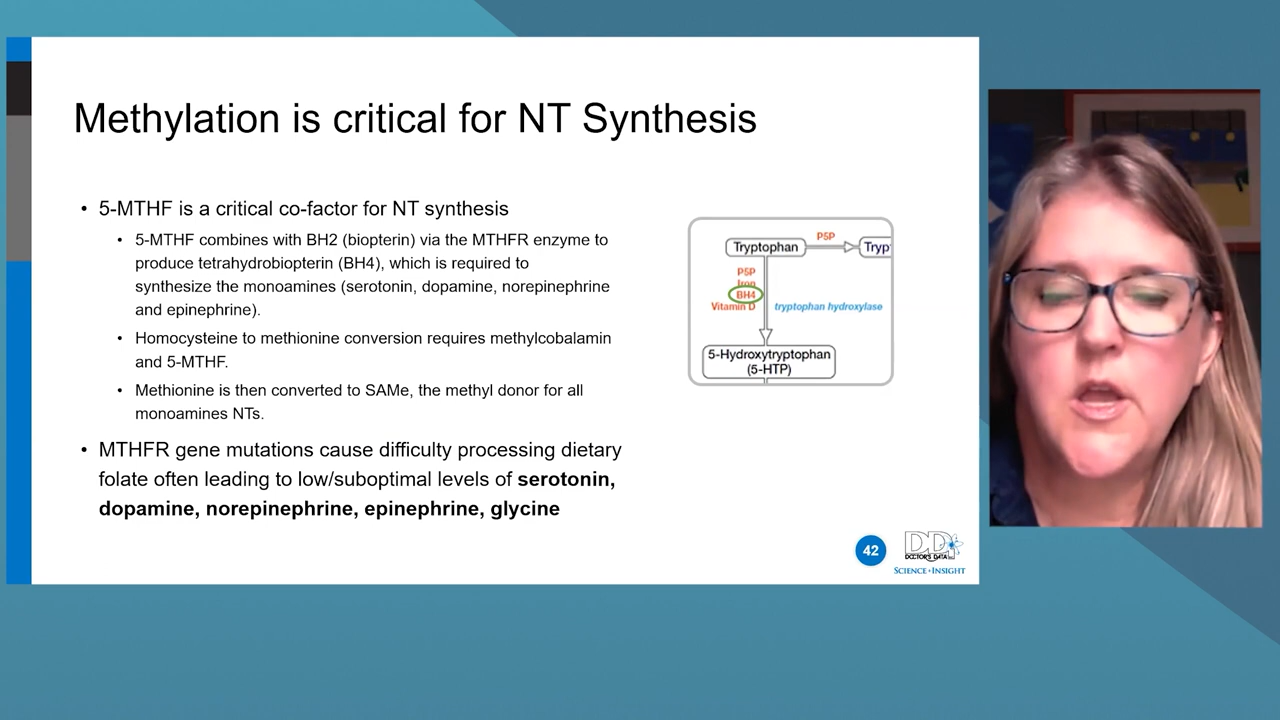 Methylation is critical for NT Synthesis
• 5-MTHF is a critical co-factor for NT synthesis
• 5-MTHF combines with BH2 (biopterin) via the MTHFR enzyme to
produce tetrahydrobiopterin (BH4), which is required to
synthesize the monoamines (serotonin, dopamine, norepinephrine
and epinephrine).
• Homocysteine to methionine conversion requires methylcobalamin
and 5-MTHF.
• Methionine is then converted to SAMe, the methyl donor for all
monoamines NTs.
• MTHFR gene mutations cause difficulty processing dietary
folate often leading to low/suboptimal levels of serotonin,
dopamine, norepinephrine, epinephrine, glycine
P5P
Tryptophan
Tryp
P5P
Iron
BH4
Vitamin D
tryptophan hydroxylase
5-Hydroxytryptophan
(5-HTP)
42
DD
DOCTOR'S DATA
SCIENCE + INSIGHT